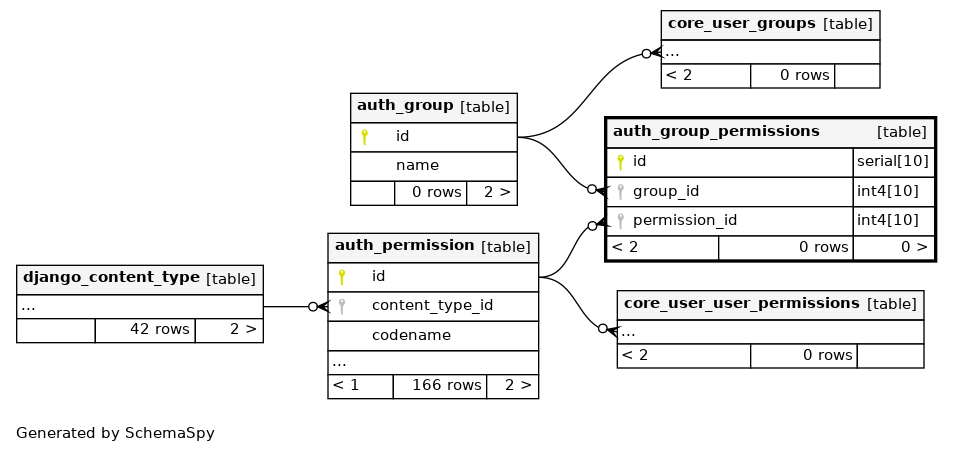 core_user_groups [table]
...
< 2 0 rows
auth_group [table]
id
name
0 rows 2 >
auth_group_permissions [table]
id serial[10]
group_id int4[10]
permission_id int4[10]
< 2 0 rows 0 >
auth_permission [table]
id
content_type_id
codename
...
< 1 166 rows 2 >
django_content_type [table]
...
42 rows 2 >
core_user_user_permissions [table]
...
< 2 0 rows
Generated by SchemaSpy